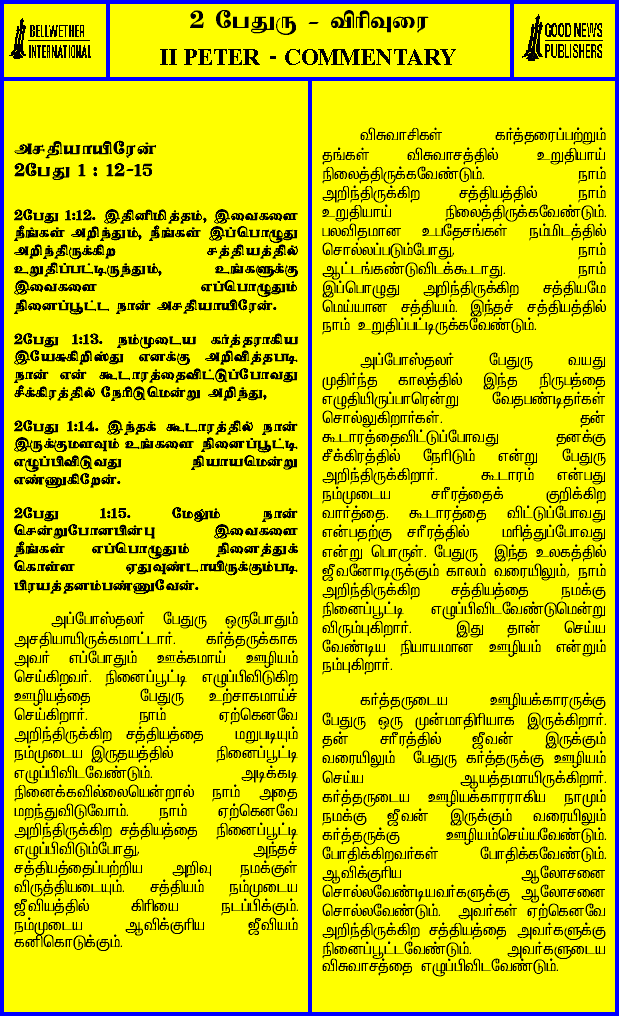 BELLWETHER
INTERNATIONAL
2 பேதுரு - விரிவுரை
II PETER - COMMENTARY
GOOD NEWS
PUBLISHERS
அசதியாயிரேன்
2பேது 1 : 12-15
2பேது 1:12. இதினிமித்தம், இவைகளை
நீங்கள் அறிந்தும், நீங்கள் இப்பொழுது
அறிந்திருக்கிற சத்தியத்தில்
உறுதிப்பட்டிருந்தும், உங்களுக்கு
இவைகளை எப்பொழுதும்
நினைப்பூட்ட நான் அசதியாயிரேன்.
2பேது 1:13. நம்முடைய கர்த்தராகிய
இயேசுகிறிஸ்து எனக்கு அறிவித்தபடி
நான் என் கூடாரத்தைவிட்டுப்போவது
சீக்கிரத்தில் நேரிடுமென்று அறிந்து,
2பேது 1:14. இந்தக் கூடாரத்தில் நான்
இருக்குமளவும் உங்களை நினைப்பூட்டி
எழுப்பிவிடுவது நியாயமென்று
எண்ணுகிறேன்.
2பேது 1:15. மேலும் நான்
சென்றுபோனபின்பு இவைகளை
நீங்கள் எப்பொழுதும் நினைத்துக்
கொள்ள ஏதுவுண்டாயிருக்கும்படி
பிரயத்தனம்பண்ணுவேன்.
அப்போஸ்தலர் பேதுரு ஒருபோதும்
அசதியாயிருக்கமாட்டார். கர்த்தருக்காக
அவர் எப்போதும் ஊக்கமாய் ஊழியம்
செய்கிறவர். நினைப்பூட்டி எழுப்பிவிடுகிற
ஊழியத்தை பேதுரு உற்சாகமாய்ச்
செய்கிறார். நாம் ஏற்கெனவே
அறிந்திருக்கிற சத்தியத்தை மறுபடியும்
நம்முடைய இருதயத்தில் நினைப்பூட்டி
எழுப்பிவிடவேண்டும். அடிக்கடி
நினைக்கவில்லையென்றால் நாம் அதை
மறந்துவிடுவோம். நாம் ஏற்கெனவே
அறிந்திருக்கிற சத்தியத்தை நினைப்பூட்டி
எழுப்பிவிடும்போது, அந்தச்
சத்தியத்தைப்பற்றிய அறிவு நமக்குள்
விருத்தியடையும். சத்தியம் நம்முடைய
ஜீவியத்தில் கிரியை நடப்பிக்கும்.
நம்முடைய ஆவிக்குரிய ஜீவியம்
கனிகொடுக்கும்.
விசுவாசிகள் கர்த்தரைப்பற்றும்
தங்கள் விசுவாசத்தில் உறுதியாய்
நிலைத்திருக்கவேண்டும். நாம்
அறிந்திருக்கிற சத்தியத்தில் நாம்
உறுதியாய் நிலைத்திருக்கவேண்டும்.
பலவிதமான உபதேசங்கள் நம்மிடத்தில்
சொல்லப்படும்போது, நாம்
ஆட்டங்கண்டுவிடக்கூடாது. நாம்
இப்பொழுது அறிந்திருக்கிற சத்தியமே
மெய்யான சத்தியம். இந்தச் சத்தியத்தில்
நாம் உறுதிப்பட்டிருக்கவேண்டும்.
அப்போஸ்தலர் பேதுரு வயது
முதிர்ந்த காலத்தில் இந்த நிருபத்தை
எழுதியிருப்பாரென்று வேதபண்டிதர்கள்
சொல்லுகிறார்கள். தன்
கூடாரத்தைவிட்டுப்போவது தனக்கு
சீக்கிரத்தில் நேரிடும் என்று பேதுரு
அறிந்திருக்கிறார். கூடாரம் என்பது
நம்முடைய சரீரத்தைக் குறிக்கிற
வார்த்தை. கூடாரத்தை விட்டுப்போவது
என்பதற்கு சரீரத்தில் மரித்துப்போவது
என்று பொருள். பேதுரு இந்த உலகத்தில்
ஜீவனோடிருக்கும் காலம் வரையிலும், நாம்
அறிந்திருக்கிற சத்தியத்தை நமக்கு
நினைப்பூட்டி எழுப்பிவிடவேண்டுமென்று
விரும்புகிறார். இது தான் செய்ய
வேண்டிய நியாயமான ஊழியம் என்றும்
நம்புகிறார்.
கர்த்தருடைய ஊழியக்காரருக்கு
பேதுரு ஒரு முன்மாதிரியாக இருக்கிறார்.
தன் சரீரத்தில் ஜீவன் இருக்கும்
வரையிலும் பேதுரு கர்த்தருக்கு ஊழியம்
செய்ய ஆயத்தமாயிருக்கிறார்.
கர்த்தருடைய ஊழியக்காரராகிய நாமும்
நமக்கு ஜீவன் இருக்கும் வரையிலும்
கர்த்தருக்கு ஊழியம்செய்யவேண்டும்.
போதிக்கிறவர்கள் போதிக்கவேண்டும்.
ஆவிக்குரிய ஆலோசனை
சொல்லவேண்டியவர்களுக்கு ஆலோசனை
சொல்லவேண்டும். அவர்கள் ஏற்கெனவே
அறிந்திருக்கிற சத்தியத்தை அவர்களுக்கு
நினைப்பூட்டவேண்டும். அவர்களுடைய
விசுவாசத்தை எழுப்பிவிடவேண்டும்.